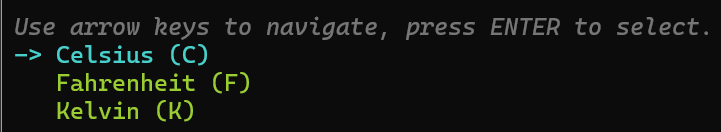 Use arrow keys to navigate, press ENTER to select.
-> Celsius (C)
Fahrenheit (F)
Kelvin (K)